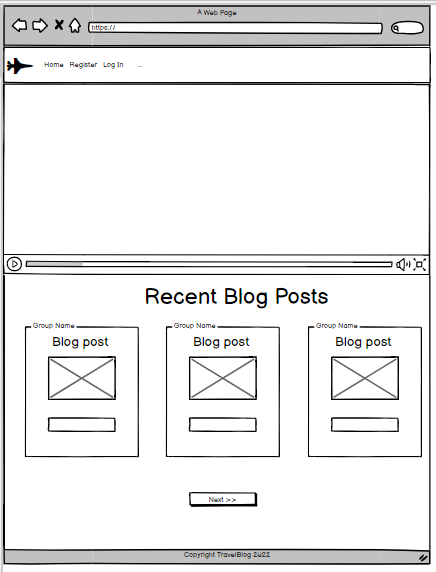 A Web Page
https://
Home Register Log In ...
Recent Blog Posts
Group Name Group Name Group Name
Blog post Blog post Blog post
Next >>
Copyright TravelBlog 2022